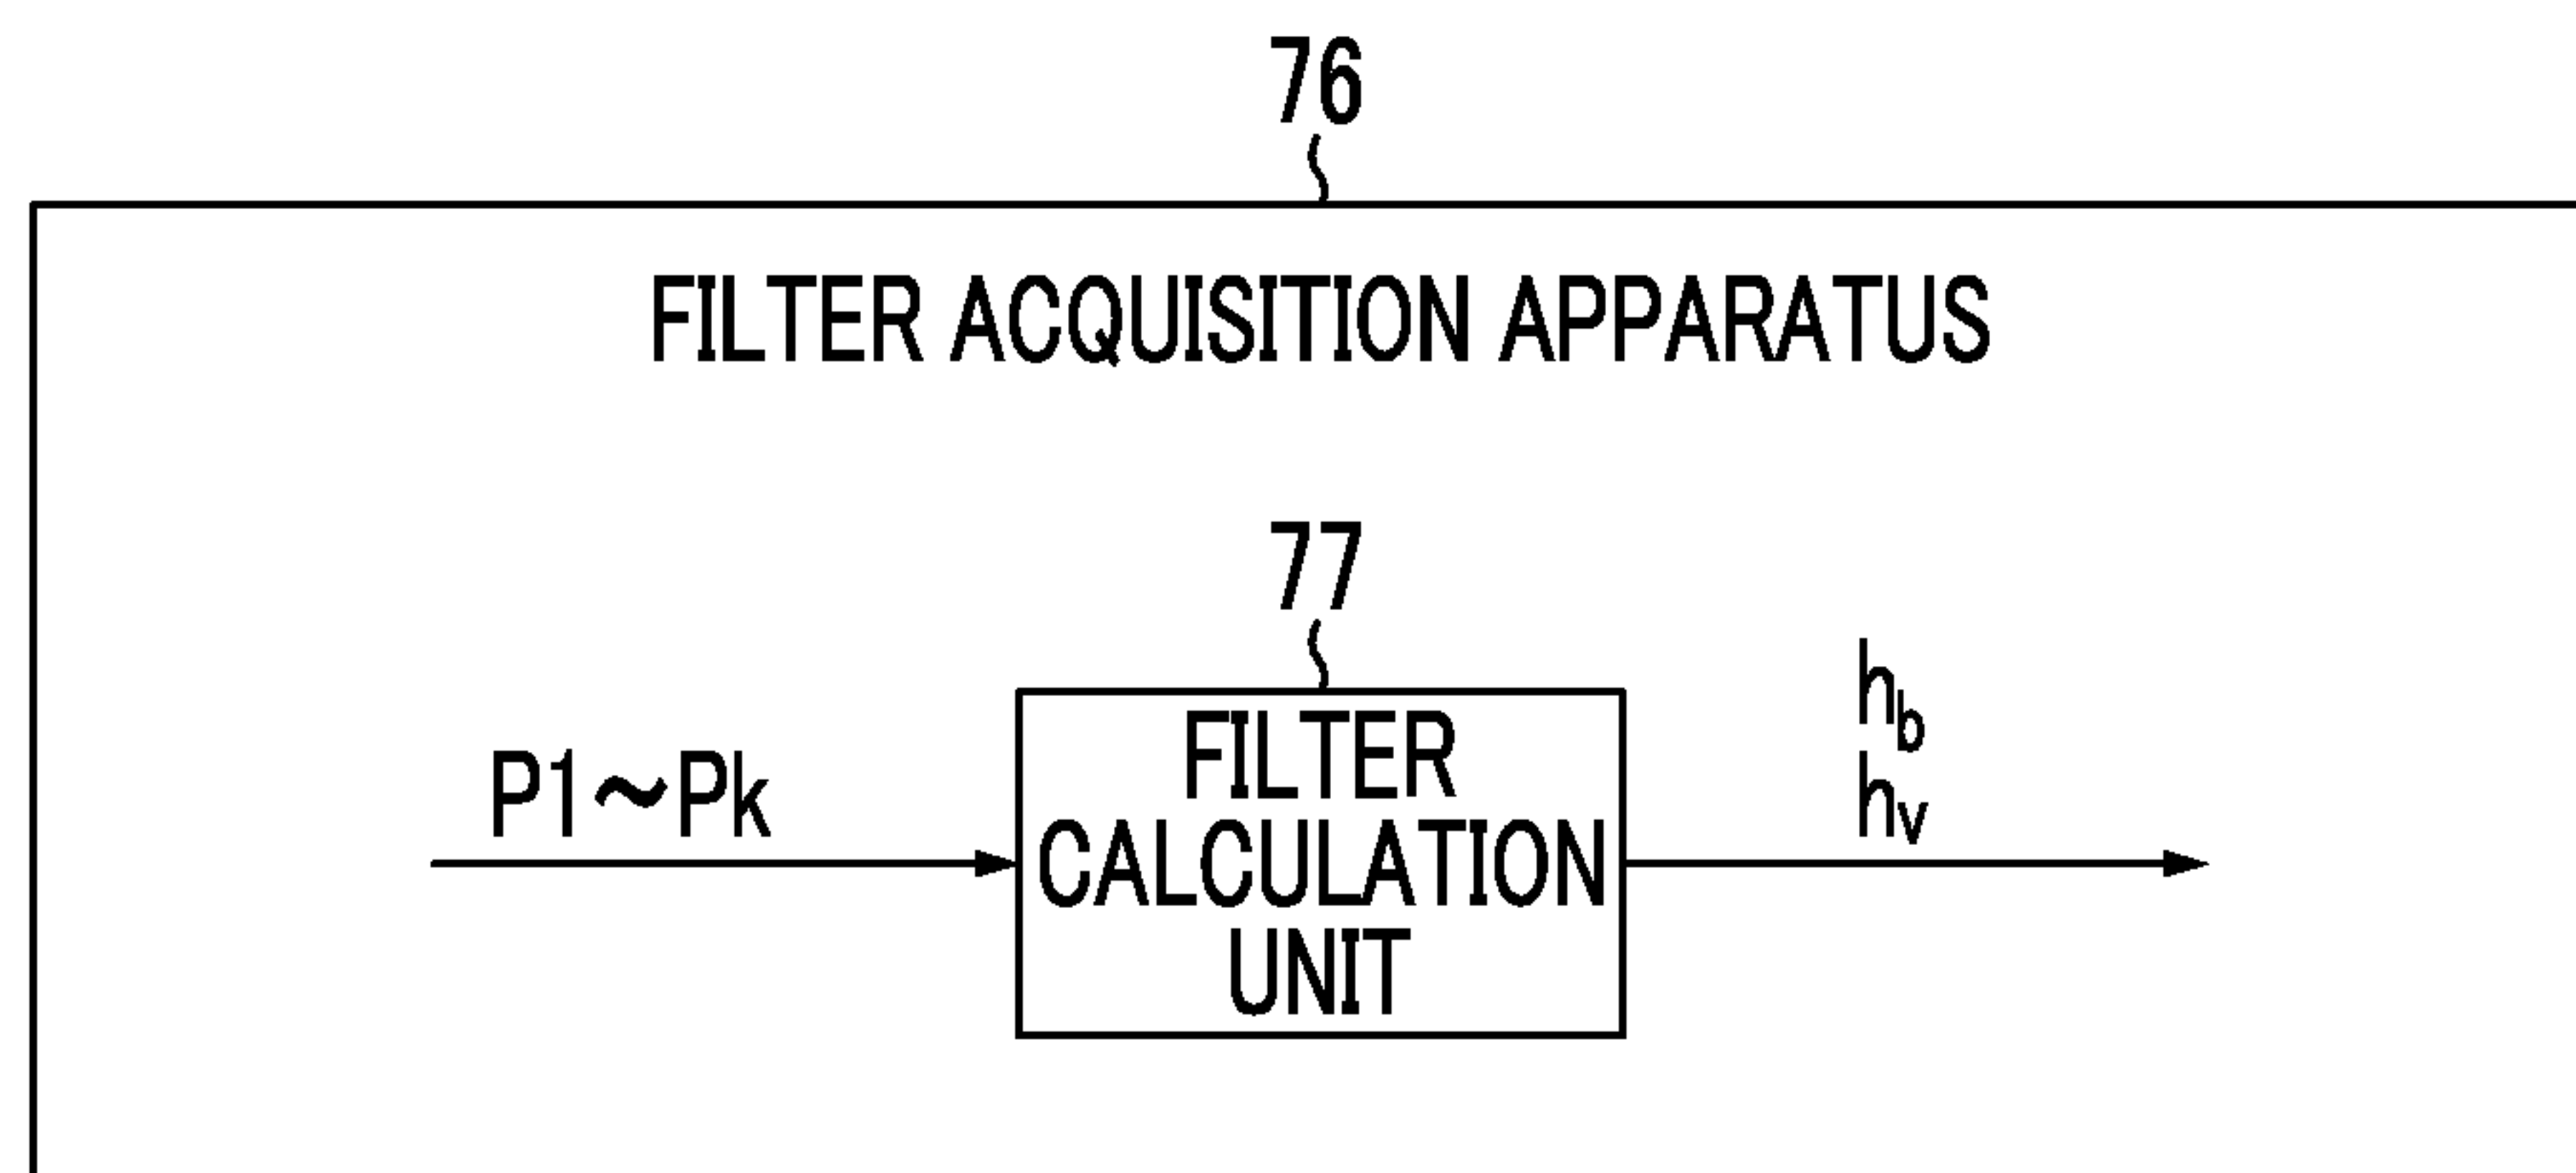 76
FILTER ACQUISITION APPARATUS
77
P1~Pk
FILTER
CALCULATION
UNIT
hb
hv